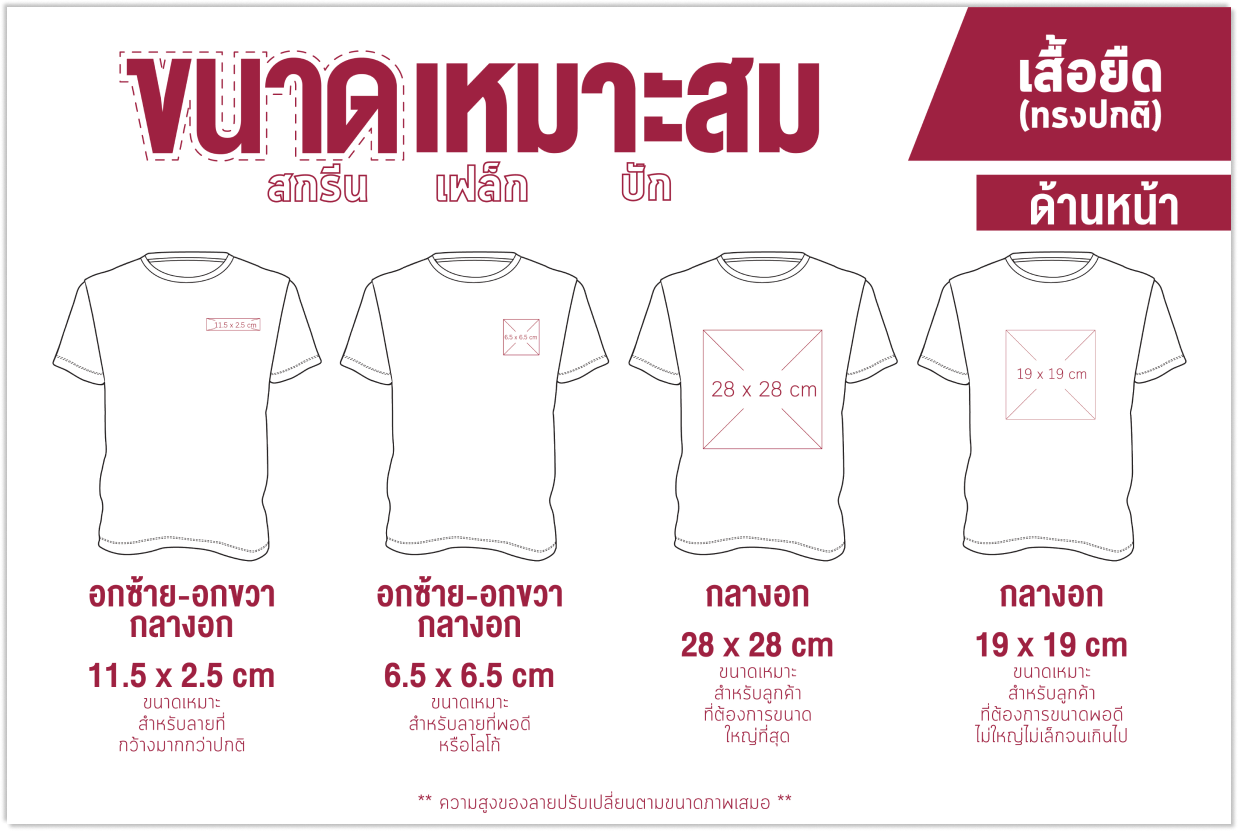 ขนาดเหมาะสม
สกรีน เฟล็ก ปัก
เสื้อยืด
(ทรงปกติ)
ด้านหน้า
11.5 x 2.5 cm
6.5 x 6.5 cm
28 x 28 cm
19 x 19 cm
อกซ้าย-อกขวา
กลางอก
11.5 x 2.5 cm
ขนาดเหมาะ
สำหรับลายที่
กว้างมากกว่าปกติ
อกซ้าย-อกขวา
กลางอก
6.5 x 6.5 cm
ขนาดเหมาะ
สำหรับลายที่พอดี
หรือโลโก้
กลางอก
28 x 28 cm
ขนาดเหมาะ
สำหรับลูกค้า
ที่ต้องการขนาด
ใหญ่ที่สุด
กลางอก
19 x 19 cm
ขนาดเหมาะ
สำหรับลูกค้า
ที่ต้องการขนาดพอดี
ไม่ใหญ่ไม่เล็กจนเกินไป
** ความสูงของลายปรับเปลี่ยนตามขนาดภาพเสมอ **